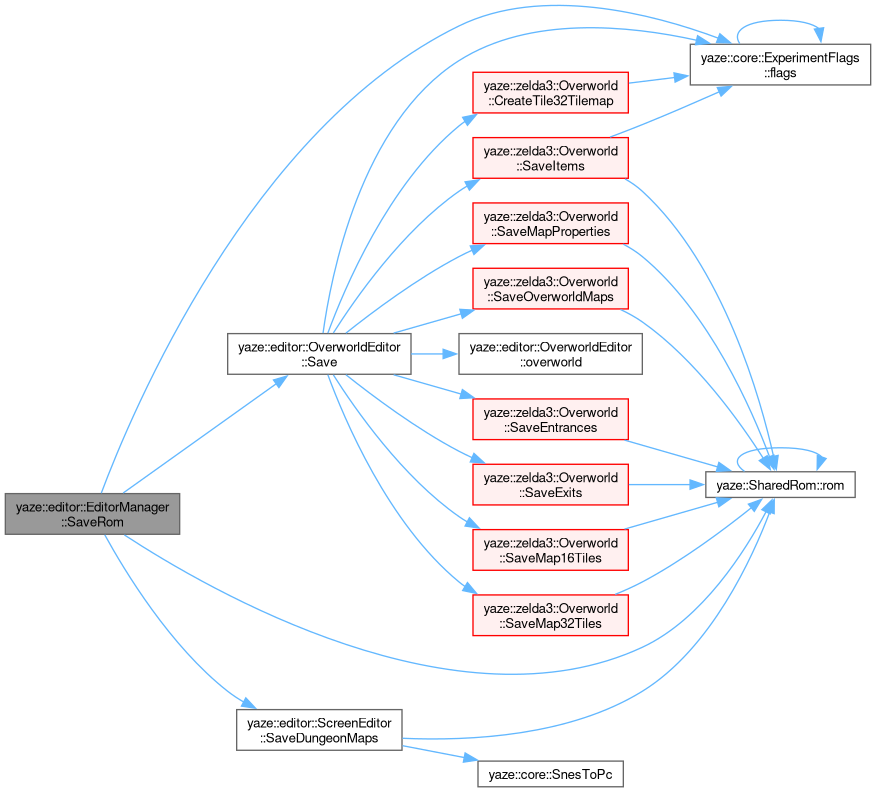 yaze::core::ExperimentFlags
::flags
yaze::zelda3::Overworld
::CreateTile32Tilemap
yaze::zelda3::Overworld
::SaveItems
yaze::zelda3::Overworld
::SaveMapProperties
yaze::zelda3::Overworld
::SaveOverworldMaps
yaze::editor::OverworldEditor
::Save
yaze::editor::OverworldEditor
::overworld
yaze::zelda3::Overworld
::SaveEntrances
yaze::zelda3::Overworld
::SaveExits
yaze::SharedRom::rom
yaze::editor::EditorManager
::SaveRom
yaze::zelda3::Overworld
::SaveMap16Tiles
yaze::zelda3::Overworld
::SaveMap32Tiles
yaze::editor::ScreenEditor
::SaveDungeonMaps
yaze::core::SnesToPc